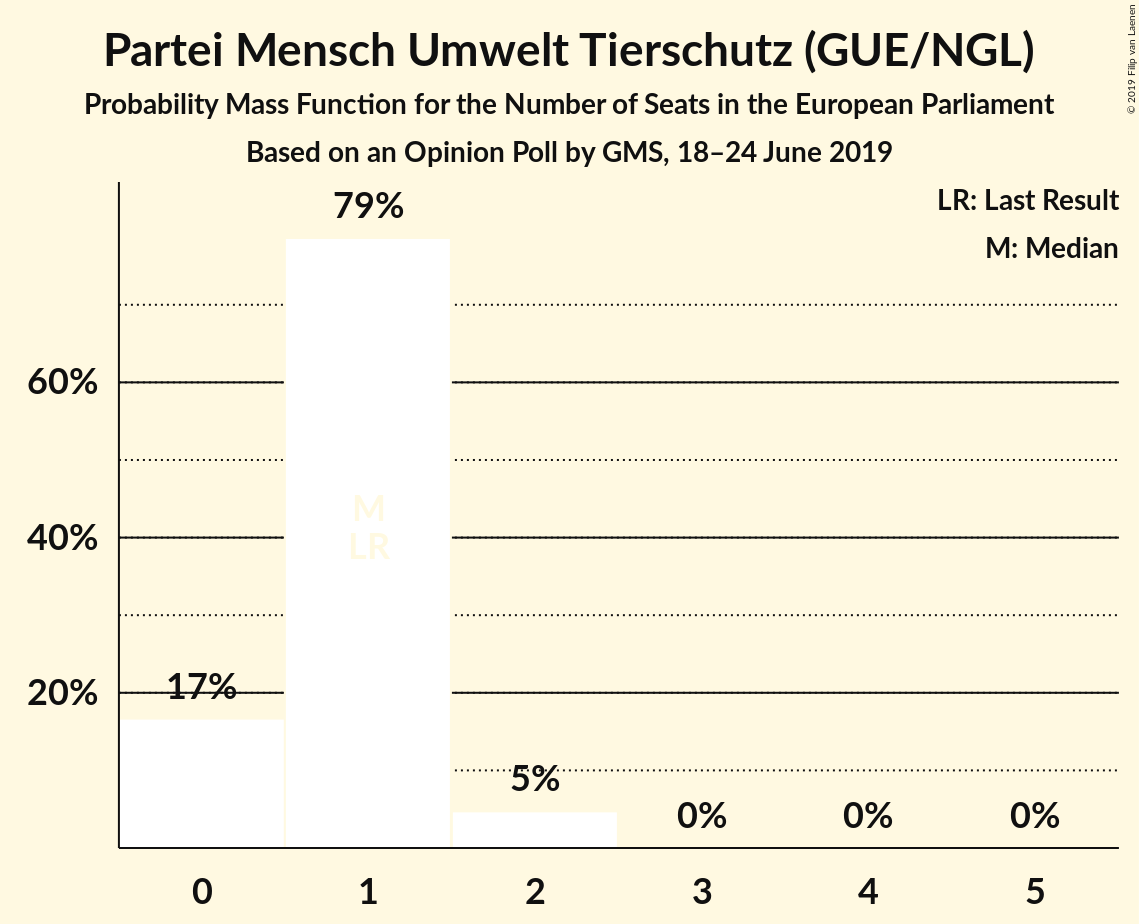 Partei Mensch Umwelt Tierschutz (GUE/NGL)
Probability Mass Function for the Number of Seats in the European Parliament
Based on an Opinion Poll by GMS, 18–24 June 2019
© 2019 Filip van Laenen
LR: Last Result
M: Median
79%
60%
M
40%
LR
20%
17%
5%
0%
0%
0%
0
1
2
3
4
5